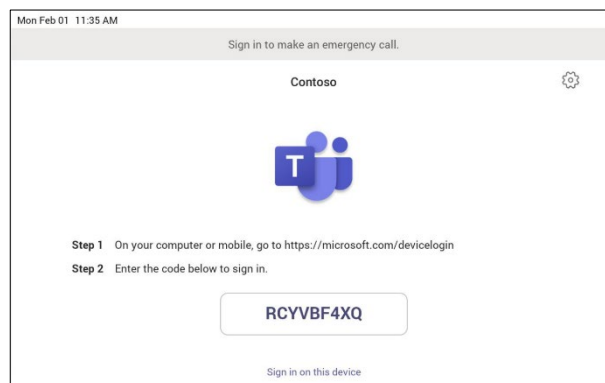 Mon Feb 01 11:35 AM
Sign in to make an emergency call.
Contoso
T
Step 1 On your computer or mobile, go to https://microsoft.com/devicelogin
Step 2 Enter the code below to sign in.
RCYVBF4XQ
Sign in on this device